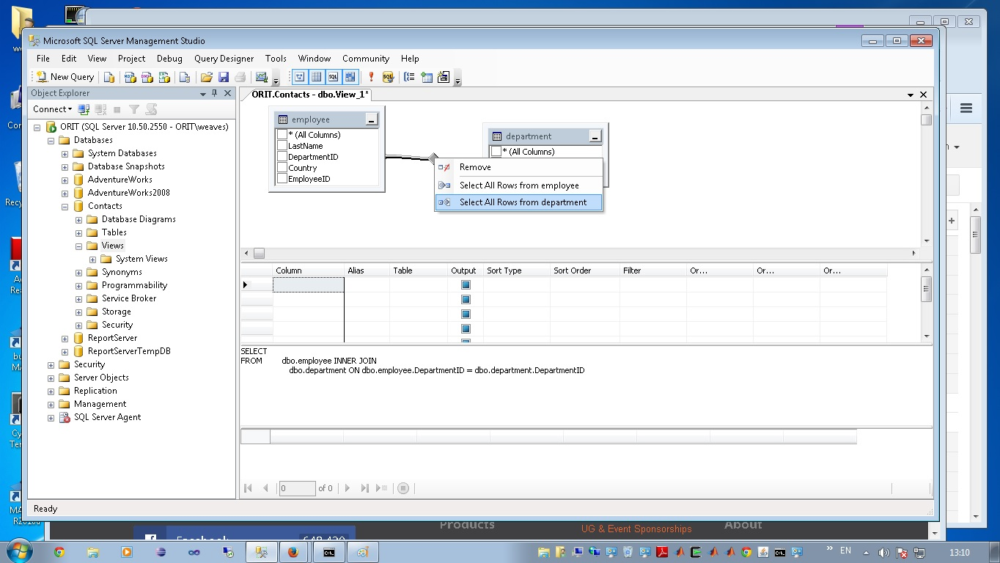 Microsoft SQL Server Management Studio
File Edit View Project Debug Query Designer Tools Window Community Help
New Query
Object Explorer
Connect
ORIT (SQL Server 10.50.2550 - ORIT\weaves)
Databases
System Databases
Database Snapshots
AdventureWorks
AdventureWorks2008
Contacts
Database Diagrams
Tables
Views
System Views
Synonyms
Programmability
Service Broker
Storage
Security
ReportServer
ReportServerTempDB
Security
Server Objects
Replication
Management
SQL Server Agent
ORIT.Contacts - dbo.View_1*
employee
* (All Columns)
LastName
DepartmentID
Country
EmployeeID
department
* (All Columns)
Remove
Select All Rows from employee
Select All Rows from department
Column Alias Table Output Sort Type Sort Order Filter Or... Or... Or...
SELECT
FROM dbo.employee INNER JOIN
dbo.department ON dbo.employee.DepartmentID = dbo.department.DepartmentID
0 of 0
Ready
Products
UG & Event Sponsorships
About
Facebook
648,420
EN
13:10